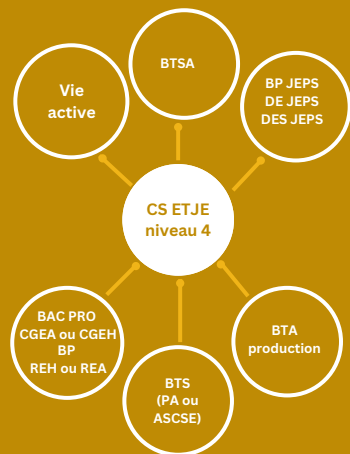 BTSA
Vie
active
BP JEPS
DE JEPS
DES JEPS
CS ETJE
niveau 4
BAC PRO
CGEA ou CGEH
BP
REH ou REA
BTS
(PA ou
ASCSE)
BTA
production